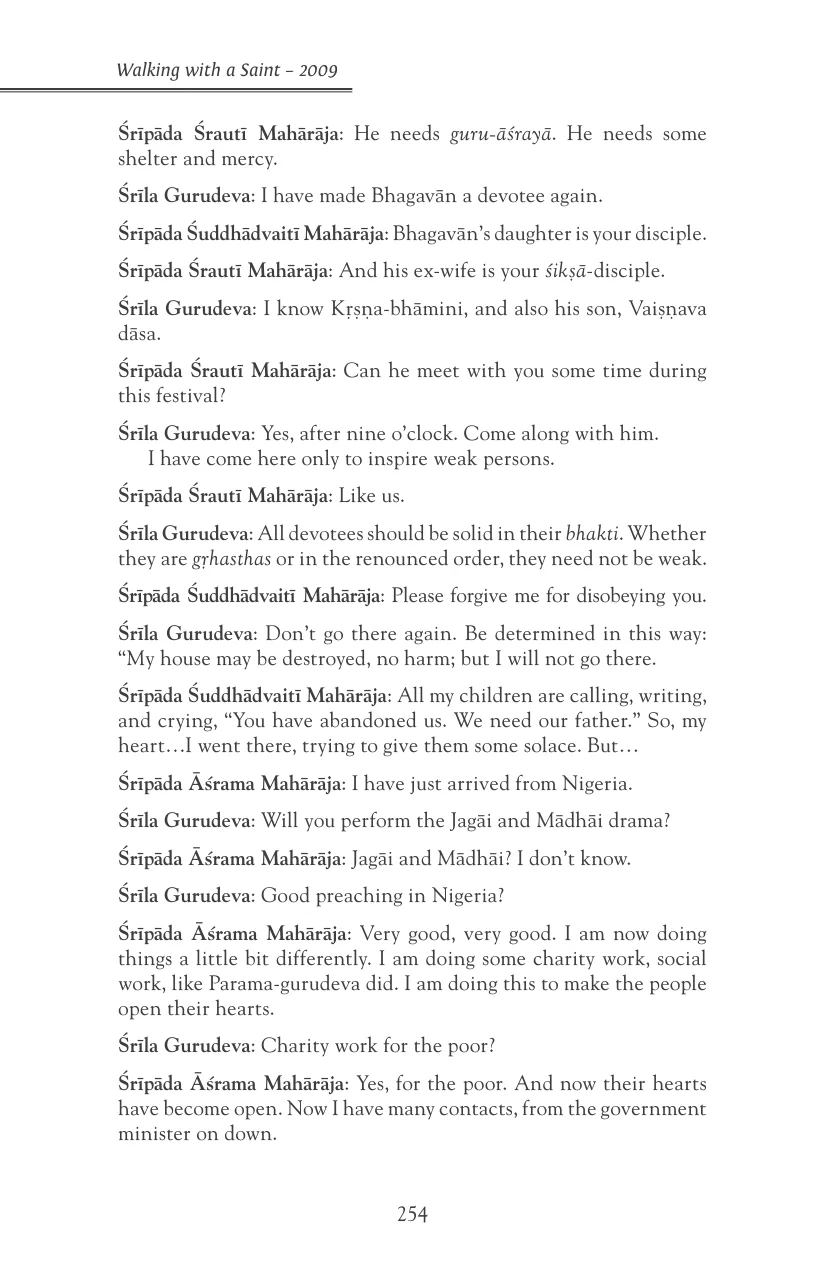 Walking with a Saint – 2009
Śrīpāda Śrautī Mahārāja: He needs guru-āśrayā. He needs some
shelter and mercy.
Śrīla Gurudeva: I have made Bhagavān a devotee again.
Śrīpāda Śuddhādvaitī Mahārāja: Bhagavān’s daughter is your disciple.
Śrīpāda Śrautī Mahārāja: And his ex-wife is your śikṣā-disciple.
Śrīla Gurudeva: I know Kṛṣṇa-bhāmini, and also his son, Vaiṣṇava
dāsa.
Śrīpāda Śrautī Mahārāja: Can he meet with you some time during
this festival?
Śrīla Gurudeva: Yes, after nine o’clock. Come along with him.
I have come here only to inspire weak persons.
Śrīpāda Śrautī Mahārāja: Like us.
Śrīla Gurudeva: All devotees should be solid in their bhakti. Whether
they are gṛhasthas or in the renounced order, they need not be weak.
Śrīpāda Śuddhādvaitī Mahārāja: Please forgive me for disobeying you.
Śrīla Gurudeva: Don’t go there again. Be determined in this way:
“My house may be destroyed, no harm; but I will not go there.
Śrīpāda Śuddhādvaitī Mahārāja: All my children are calling, writing,
and crying, “You have abandoned us. We need our father.” So, my
heart…I went there, trying to give them some solace. But…
Śrīpāda Āśrama Mahārāja: I have just arrived from Nigeria.
Śrīla Gurudeva: Will you perform the Jagāi and Mādhāi drama?
Śrīpāda Āśrama Mahārāja: Jagāi and Mādhāi? I don’t know.
Śrīla Gurudeva: Good preaching in Nigeria?
Śrīpāda Āśrama Mahārāja: Very good, very good. I am now doing
things a little bit differently. I am doing some charity work, social
work, like Parama-gurudeva did. I am doing this to make the people
open their hearts.
Śrīla Gurudeva: Charity work for the poor?
Śrīpāda Āśrama Mahārāja: Yes, for the poor. And now their hearts
have become open. Now I have many contacts, from the government
minister on down.
254